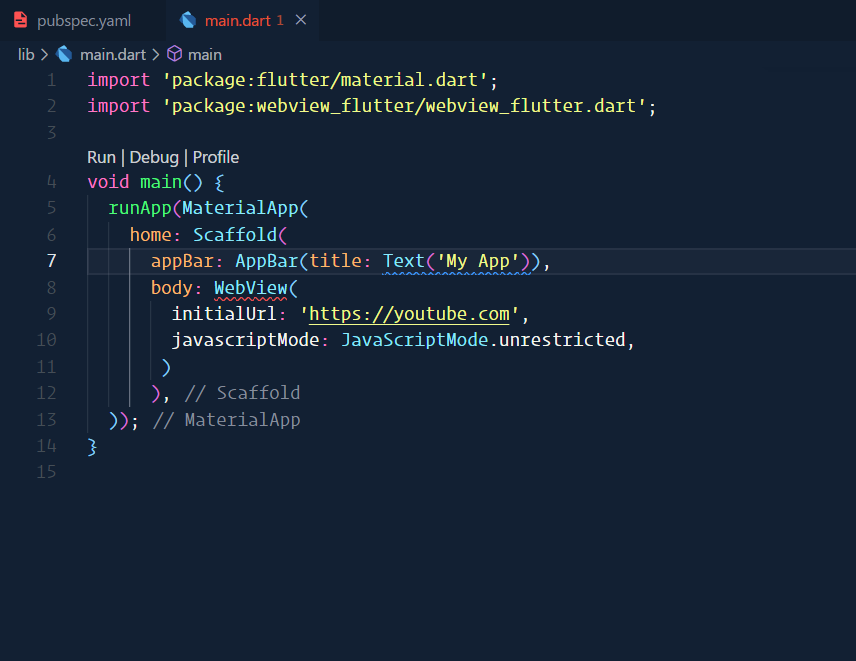 pubspec.yaml main.dart 1
lib main.dart main
1 import 'package:flutter/material.dart';
2 import 'package:webview_flutter/webview_flutter.dart';
3
Run | Debug | Profile
4 void main() {
5 runApp(MaterialApp(
6 home: Scaffold(
7 appBar: AppBar(title: Text('My App')),
8 body: WebView(
9 initialUrl: 'https://youtube.com',
10 javascriptMode: JavaScriptMode.unrestricted,
11 )
12 ), // Scaffold
13 )); // MaterialApp
14 }
15